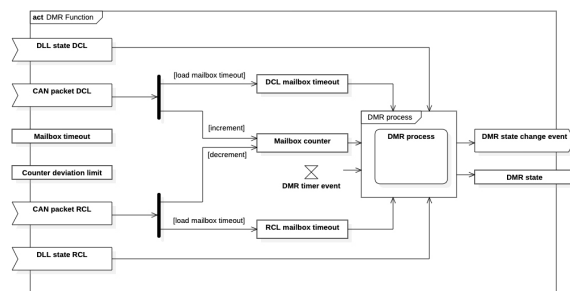 act DMR Function
DLL state DCL
CAN packet DCL
[load mailbox timeout]
DCL mailbox timeout
DMR process
[increment]
Mailbox timeout
Mailbox counter
DMR process
DMR state change event
[decrement]
Counter deviation limit
DMR timer event
DMR state
CAN packet RCL
[load mailbox timeout]
RCL mailbox timeout
DLL state RCL